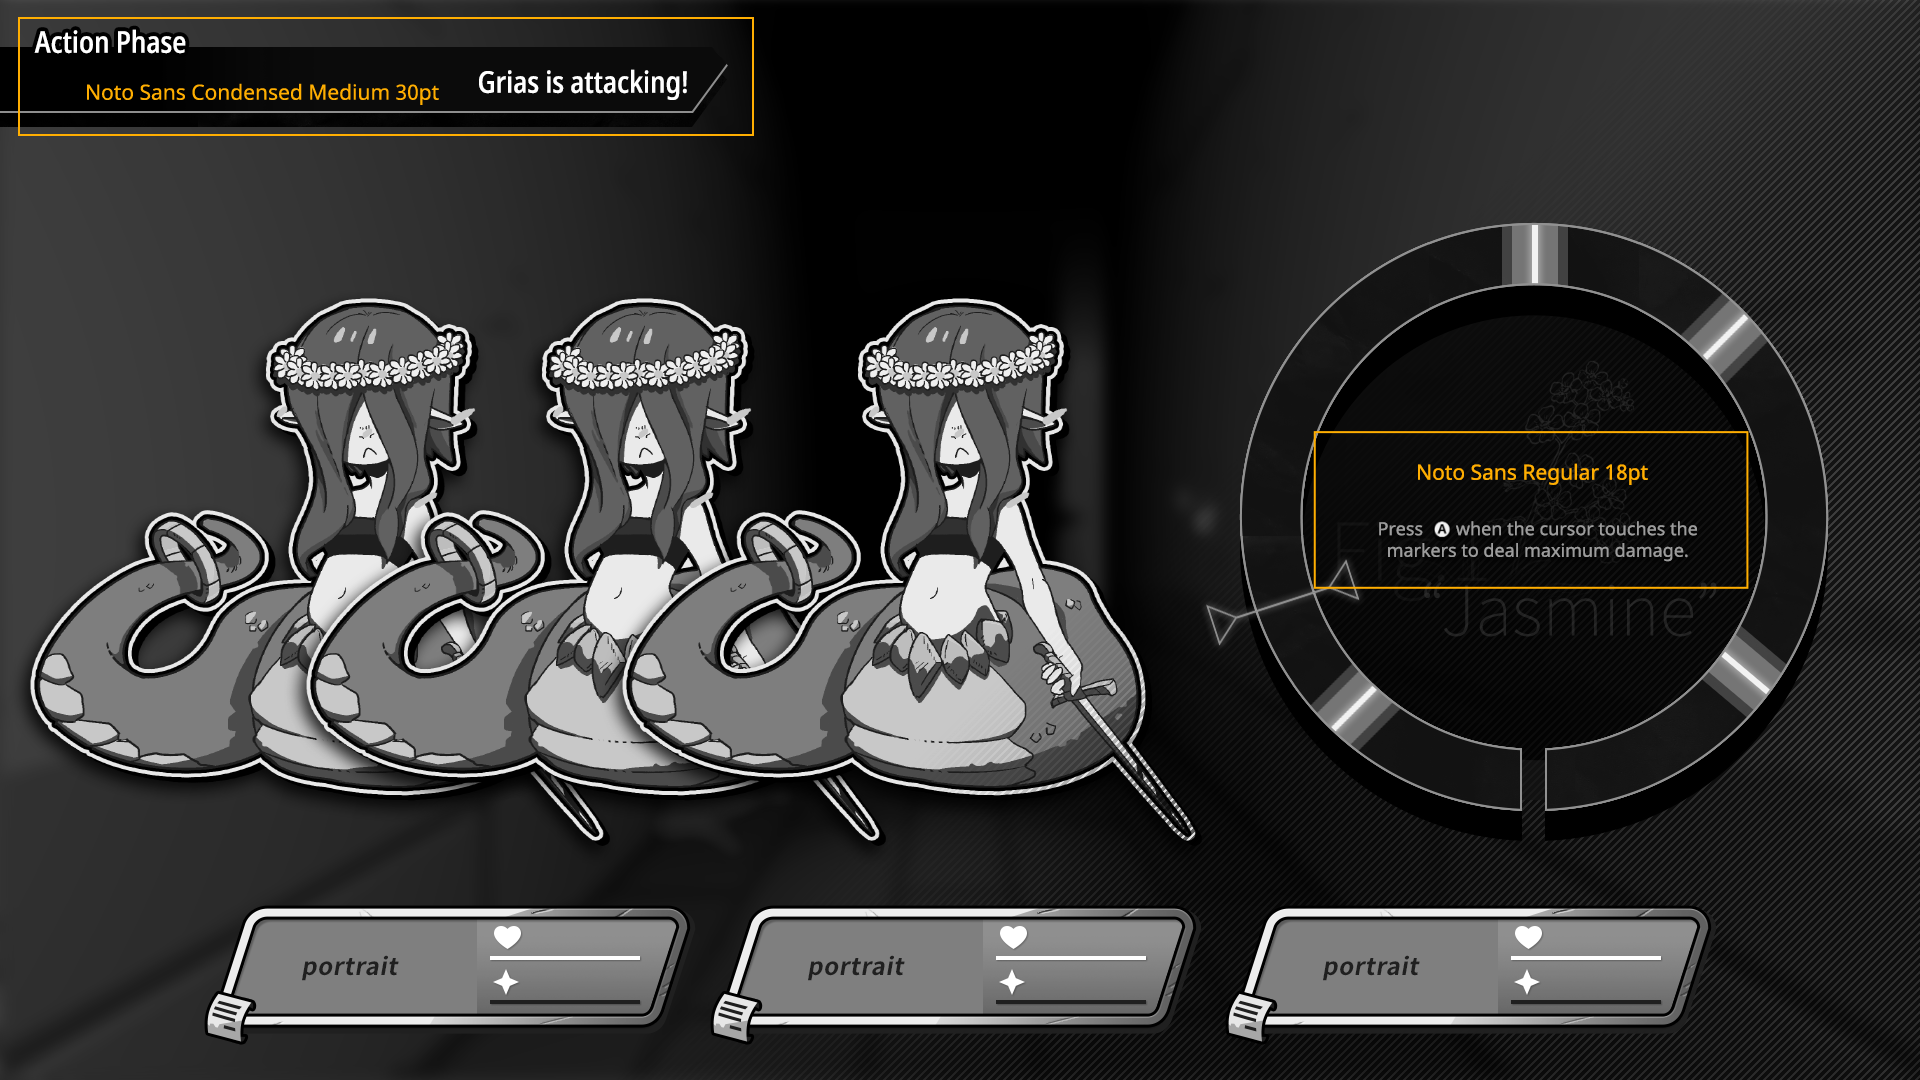 Action Phase
Noto Sans Condensed Medium 30pt
Grias is attacking!
Noto Sans Regular 18pt
Press A when the cursor touches the
markers to deal maximum damage.
"Jasmine"
portrait
portrait
portrait